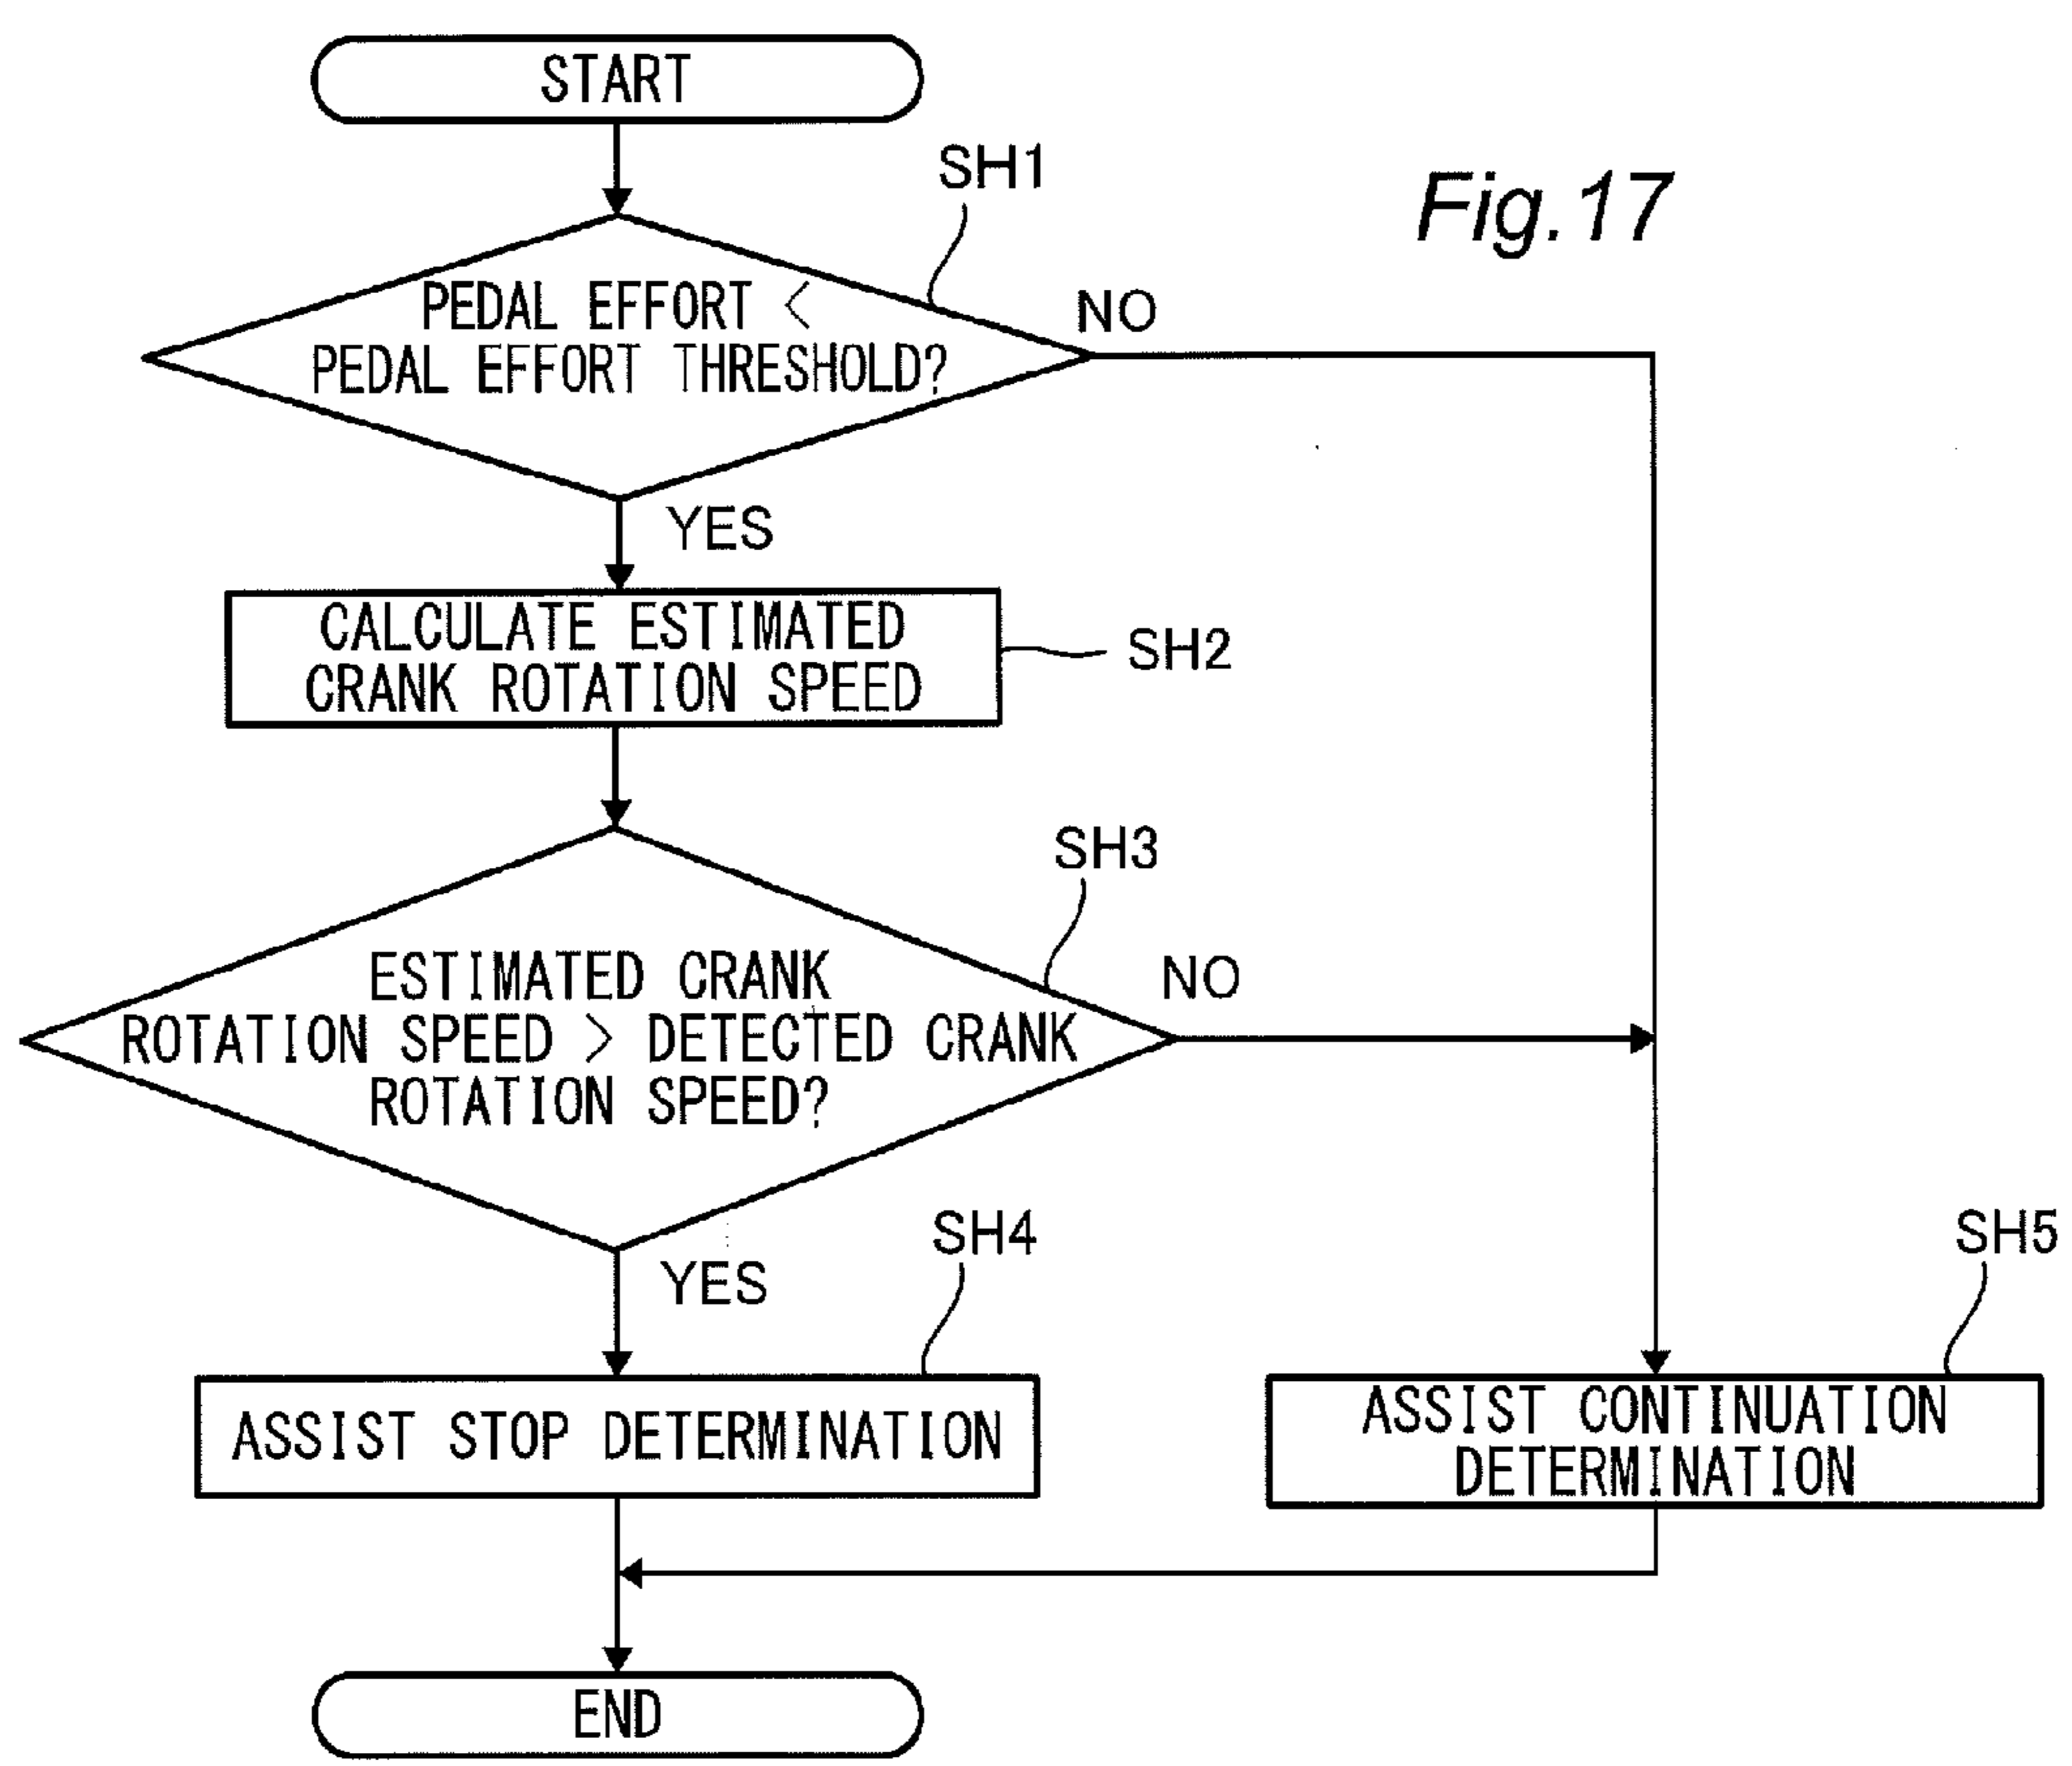 START
SH1
Fig.17
PEDAL EFFORT <
PEDAL EFFORT THRESHOLD?
NO
YES
CALCULATE ESTIMATED
CRANK ROTATION SPEED
SH2
SH3
ESTIMATED CRANK
ROTATION SPEED > DETECTED CRANK
ROTATION SPEED?
NO
YES
SH4
SH5
ASSIST STOP DETERMINATION
ASSIST CONTINUATION
DETERMINATION
END